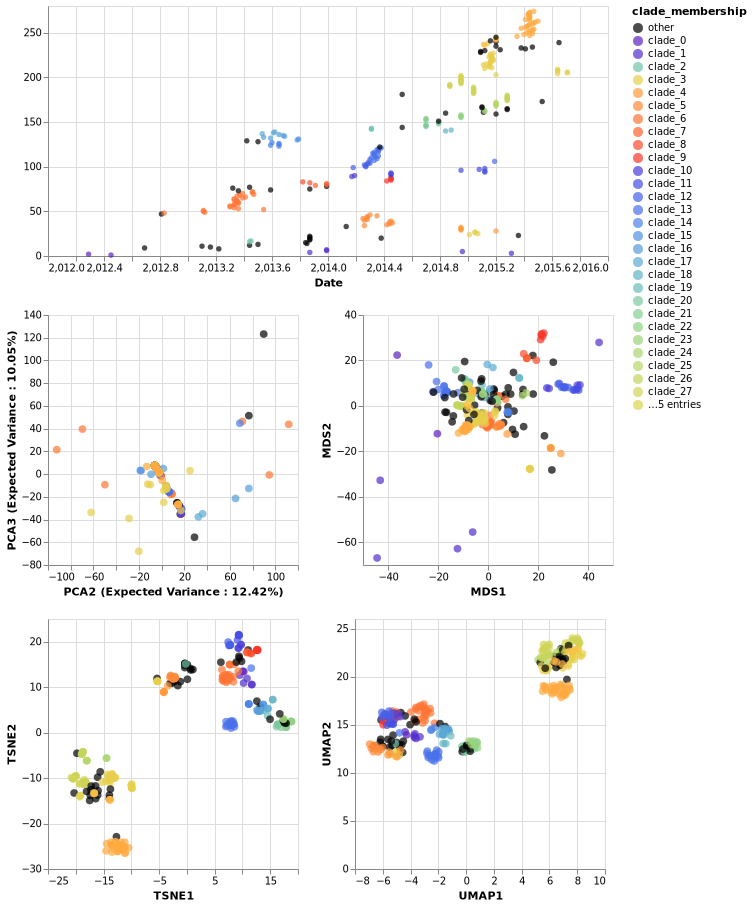 clade_membership
other
clade_0
clade_1
clade_2
clade_3
clade_4
clade_5
clade_6
clade_7
clade_8
clade_9
clade_10
clade_11
clade_12
clade_13
clade_14
clade_15
clade_16
clade_17
clade_18
clade_19
clade_20
clade_21
clade_22
clade_23
clade_24
clade_25
clade_26
clade_27
…5 entries
250
200
150
100
50
0
2,012.0 2,012.4 2,012.8 2,013.2 2,013.6 2,014.0 2,014.4 2,014.8 2,015.2 2,015.6 2,016.0
Date
PCA3 (Expected Variance : 10.05%)
140
120
100
80
60
40
20
0
−20
−40
−60
−80
−100 −60 −20 20 60 100
PCA2 (Expected Variance : 12.42%)
MDS2
40
20
0
−20
−40
−60
−40 −20 0 20 40
MDS1
TSNE2
20
10
0
−10
−20
−30
−25 −15 −5 5 15
TSNE1
UMAP2
25
20
15
10
5
0
−8 −6 −4 −2 0 2 4 6 8 10
UMAP1